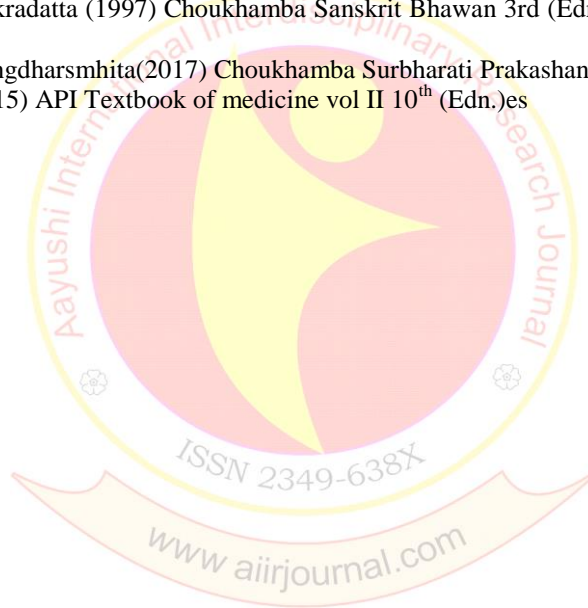 kradatta (1997) Choukhamba Sanskrit Bhawan 3rd (Edn
ngdharsmhita(2017) Choukhamba Surbharati Prakashan
15) API Textbook of medicine vol II 10th (Edn.)es
Aayushi International Interdisciplinary Research Journal
ISSN 2349-638X
www aiirjournal.com